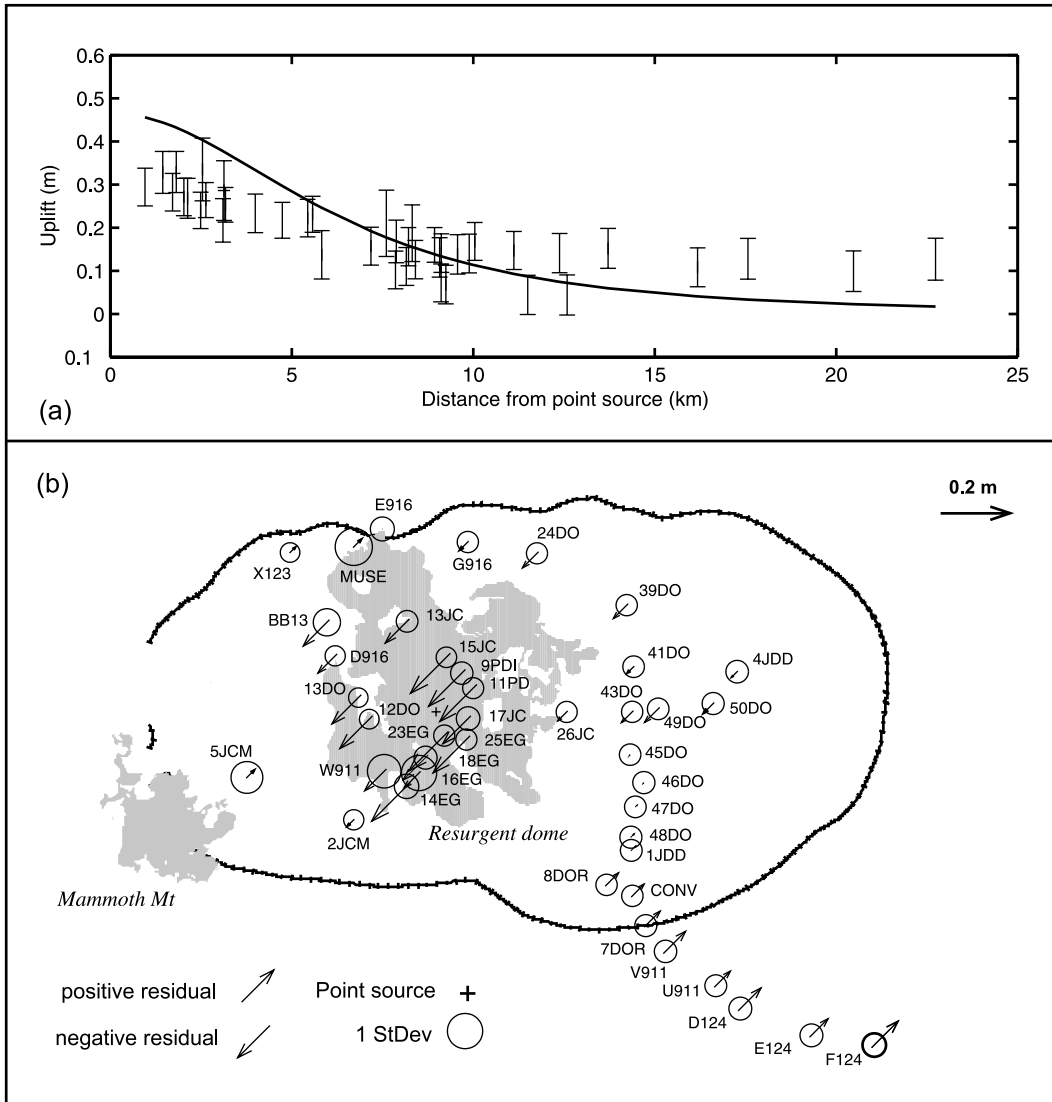 0.6
0.5
0.4
0.3
0.2
0.1
0
0.1
Uplift (m)
0
5
10
15
20
25
Distance from point source (km)
(a)
(b)
0.2 m
E916
24DO
G916
X123
MUSE
39DO
BB13
13JC
15JC
D916
9PDI
41DO
4JDD
11PD
13DO
12DO
43DO
17JC
50DO
23EG
26JC
49DO
25EG
5JCM
18EG
45DO
W911
16EG
46DO
14EG
47DO
Resurgent dome
2JCM
48DO
1JDD
8DOR
CONV
Mammoth Mt
7DOR
V911
positive residual
Point source
U911
D124
negative residual
1 StDev
E124
F124